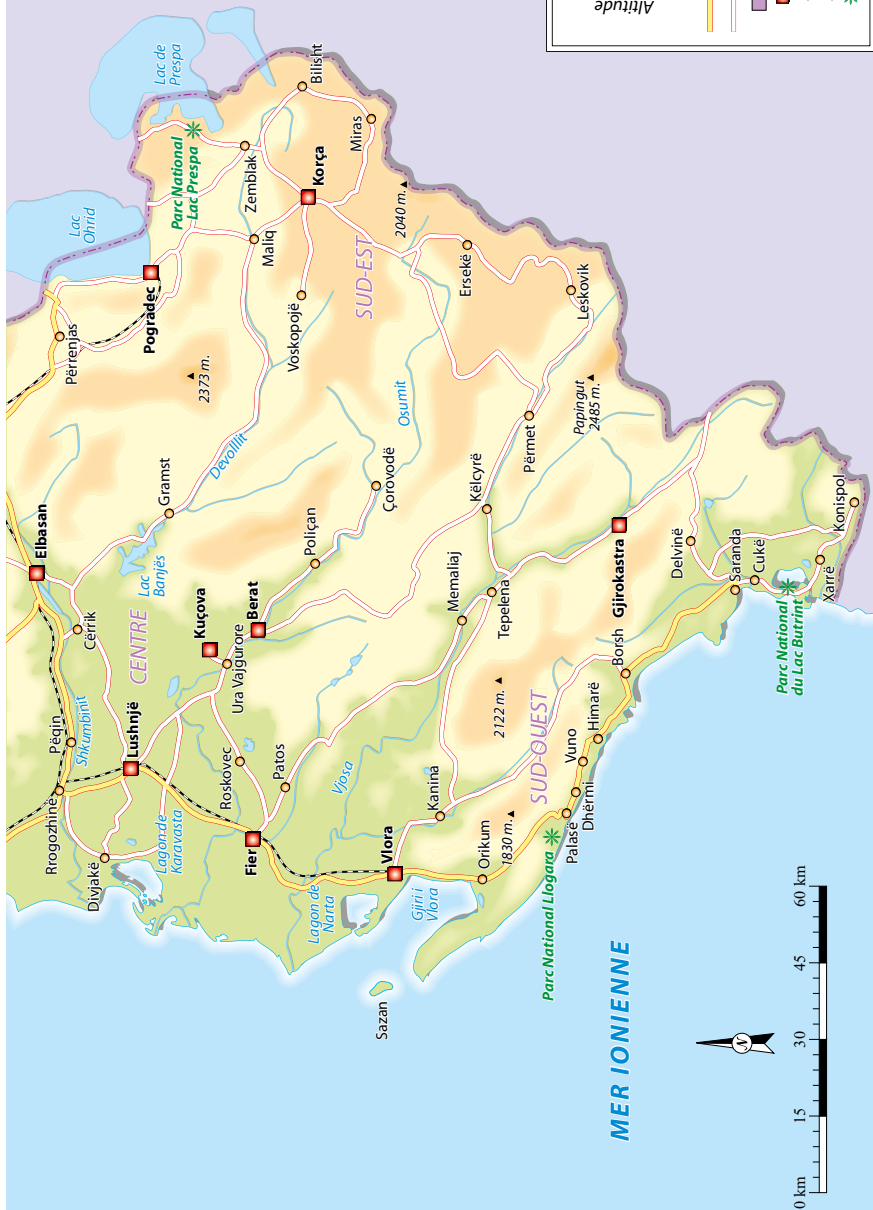 Elbasan
Përrenjas
Pogradec
Lac
Ohrid
Lac de
Prespa
Parc National
Lac Prespa
Bilisht
Zemblak
Miras
Korça
Maliq
Voskopojë
SUD-EST
2040 m.
Ersekë
Leskovik
2373 m.
Devolllit
Osumit
Gramst
Lac
Banjës
Çorovodë
Poliçan
Cërrik
CENTRE
Kuçova
Berat
Ura Vajgurore
Pëqin
Shkumbinit
Lushnjë
Rrogozhinë
Divjakë
Lagon de
Karavasta
Roskovec
Patos
Fier
Vjosa
Lagon de
Narta
Vlora
Gjiri i
Vlora
Sazan
Kanina
Orikum
1830 m.
2122 m.
SUD-OUEST
Memaliaj
Tepelena
Këlcyrë
Përmet
Papingut
2485 m.
Gjirokastra
Delvinë
Saranda
Cukë
Konispol
Xarrë
Parc National
du Lac Butrint
Borsh
Himarë
Vuno
Dhërmi
Palasë
Parc National Llogara
MER IONIENNE
N
0 km
15
30
45
60 km
Altitude